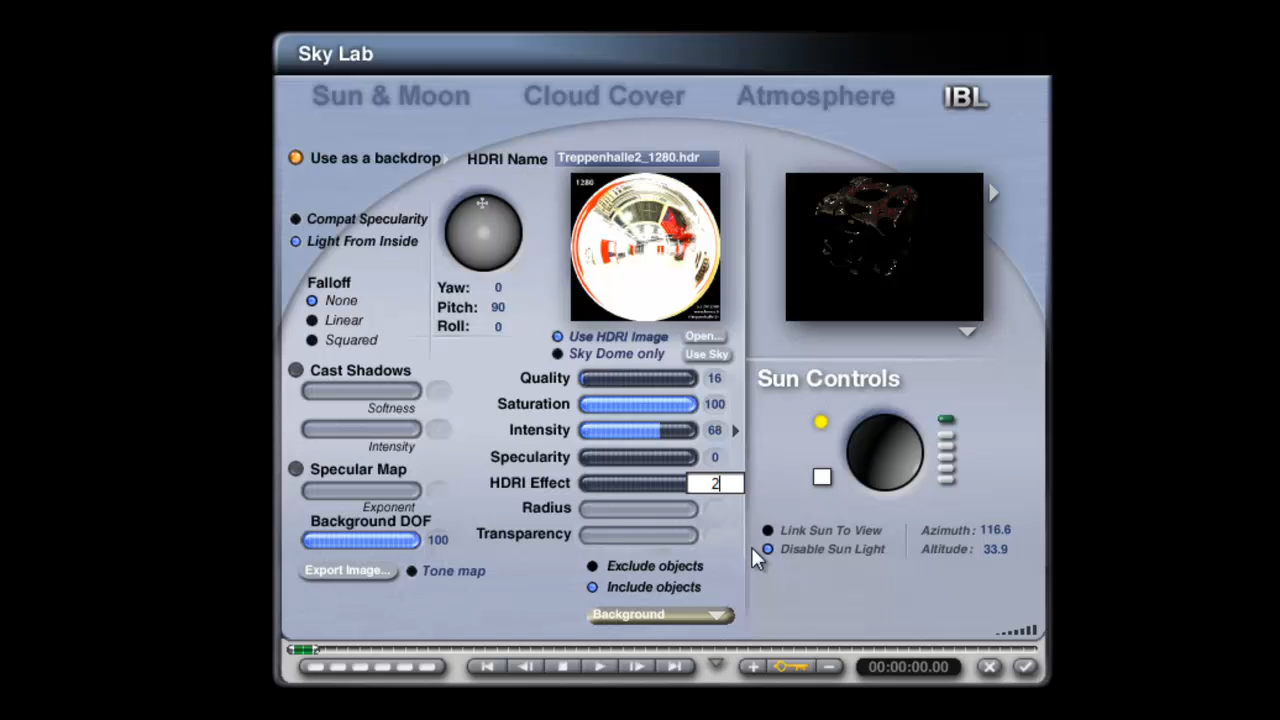 Sky Lab
Sun & Moon Cloud Cover Atmosphere IBL
Use as a backdrop
HDRI Name Treppenhalle2_1280.hdr
1280
Compat Specularity
Light From Inside
Falloff
None
Linear
Squared
Yaw: 0
Pitch: 90
Roll: 0
Use HDRI Image Open...
Sky Dome only Use Sky
Cast Shadows
Softness
Intensity
Specular Map
Exponent
Background DOF
100
Export Image... Tone map
Quality 16
Saturation 100
Intensity 68
Specularity 0
HDRI Effect 2
Radius
Transparency
Exclude objects
Include objects
Background
Sun Controls
Link Sun To View
Disable Sun Light
Azimuth: 116.6
Altitude: 33.9
00:00:00.00